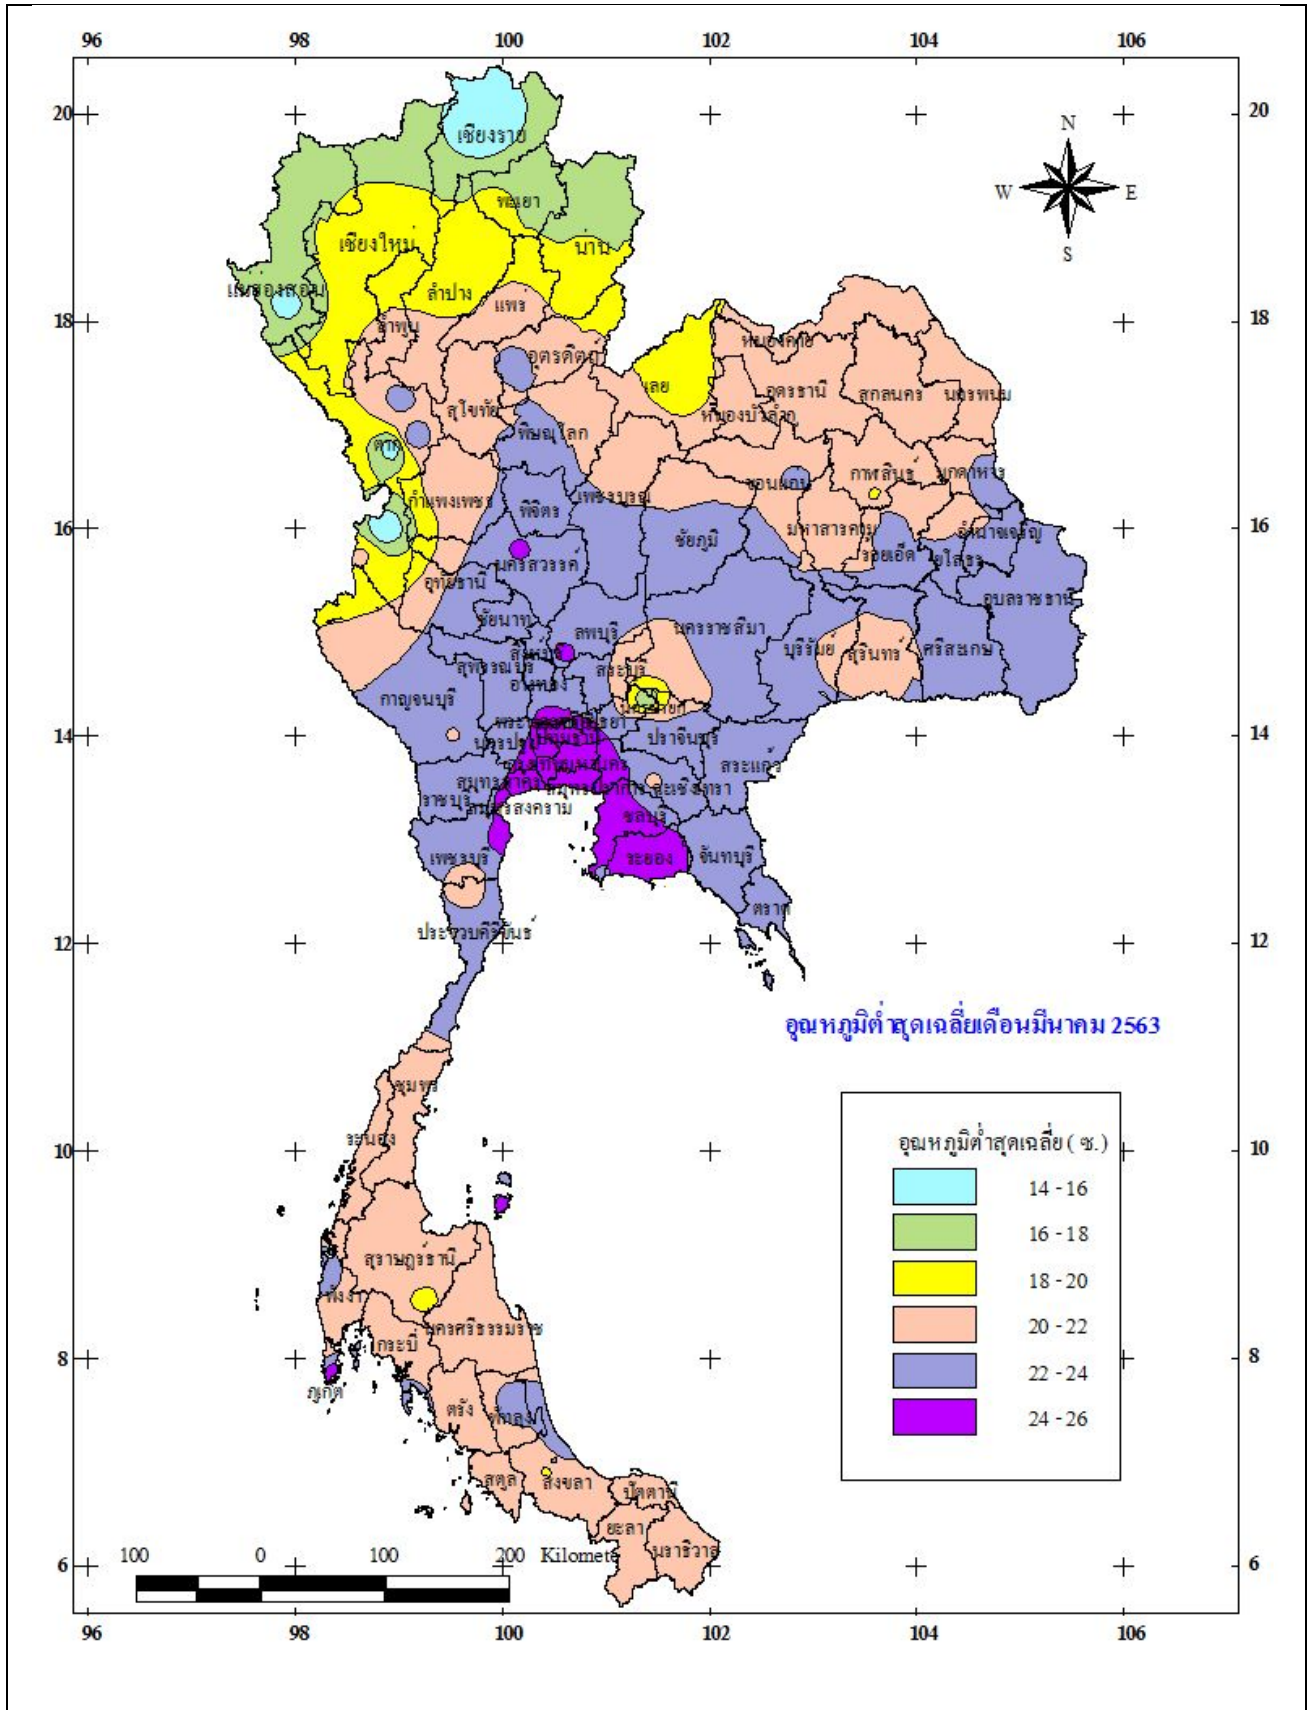 96 98 100 102 104 106
20 20
เชียงราย
N
W E
S
พะเยา
เชียงใหม่
น่าน
แม่ฮ่องสอน
ลำปาง
แพร่
18 18
ลำพูน
หนองคาย
อุตรดิตถ์
เลย
อุดรธานี
สกลนคร
นครพนม
สุโขทัย
หนองบัวลำภู
พิษณุโลก
ตาก
กาฬสินธุ์
มุกดาหาร
ขอนแก่น
เพชรบูรณ์
กำแพงเพชร
พิจิตร
16 16
มหาสารคาม
อำนาจเจริญ
ชัยภูมิ
ร้อยเอ็ด
ยโสธร
นครสวรรค์
อุทัยธานี
อุบลราชธานี
ชัยนาท
ลพบุรี
นครราชสีมา
สิงห์บุรี
บุรีรัมย์
สุรินทร์
ศรีสะเกษ
สุพรรณบุรี
สระบุรี
อ่างทอง
กาญจนบุรี
นครนายก
14 14
ปราจีนบุรี
สระแก้ว
สมุทรสาคร
สมุทรปราการ
ฉะเชิงเทรา
ราชบุรี
สมุทรสงคราม
ชลบุรี
เพชรบุรี
ระยอง
จันทบุรี
ตราด
ประจวบคีรีขันธ์
12 12
อุณหภูมิต่ำสุดเฉลี่ยเดือนมีนาคม 2563
ชุมพร
ระนอง
10 10
อุณหภูมิต่ำสุดเฉลี่ย ( ซ.)
14 - 16
16 - 18
18 - 20
20 - 22
22 - 24
24 - 26
สุราษฎร์ธานี
พังงา
นครศรีธรรมราช
กระบี่
8 8
ภูเก็ต
ตรัง
พัทลุง
สตูล
สงขลา
ปัตตานี
ยะลา
นราธิวาส
100 0 100 200 Kilomete
6 6
96 98 100 102 104 106